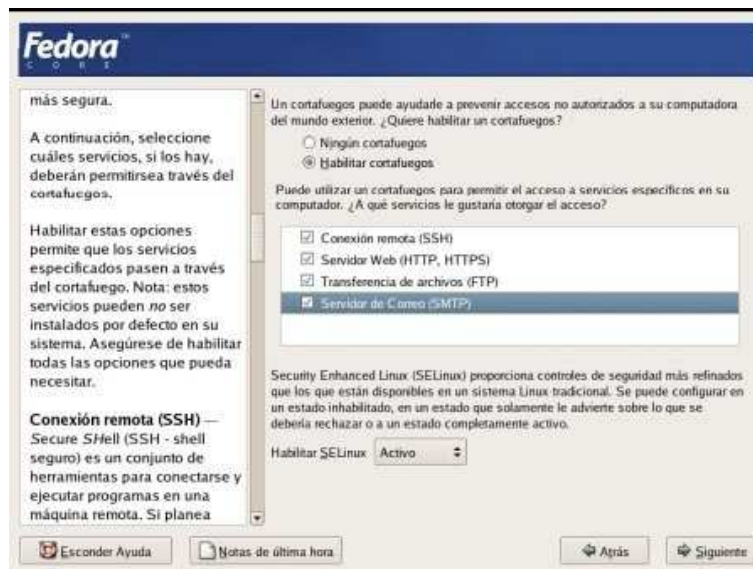 Fedora
CORE
más segura.
A continuación, seleccione
cuáles servicios, si los hay,
deberán permitirsea través del
cortafuegos.
Habilitar estas opciones
permite que los servicios
especificados pasen a través
del cortafuego. Nota: estos
servicios pueden no ser
instalados por defecto en su
sistema. Asegúrese de habilitar
todas las opciones que pueda
necesitar.
Conexión remota (SSH) —
Secure SHell (SSH - shell
seguro) es un conjunto de
herramientas para conectarse y
ejecutar programas en una
máquina remota. Si planea
Un cortafuegos puede ayudarle a prevenir accesos no autorizados a su computadora
del mundo exterior. ¿Quiere habilitar un cortafuegos?
Ningún cortafuegos
Habilitar cortafuegos
Puede utilizar un cortafuegos para permitir el acceso a servicios específicos en su
computador. ¿A qué servicios le gustaría otorgar el acceso?
Conexión remota (SSH)
Servidor Web (HTTP, HTTPS)
Transferencia de archivos (FTP)
Servidor de Correo (SMTP)
Security Enhanced Linux (SELinux) proporciona controles de seguridad más refinados
que los que están disponibles en un sistema Linux tradicional. Se puede configurar en
un estado inhabilitado, en un estado que solamente le advierte sobre lo que se
debería rechazar o a un estado completamente activo.
Habilitar SELinux Activo
Esconder Ayuda Notas de última hora Atrás Siguiente